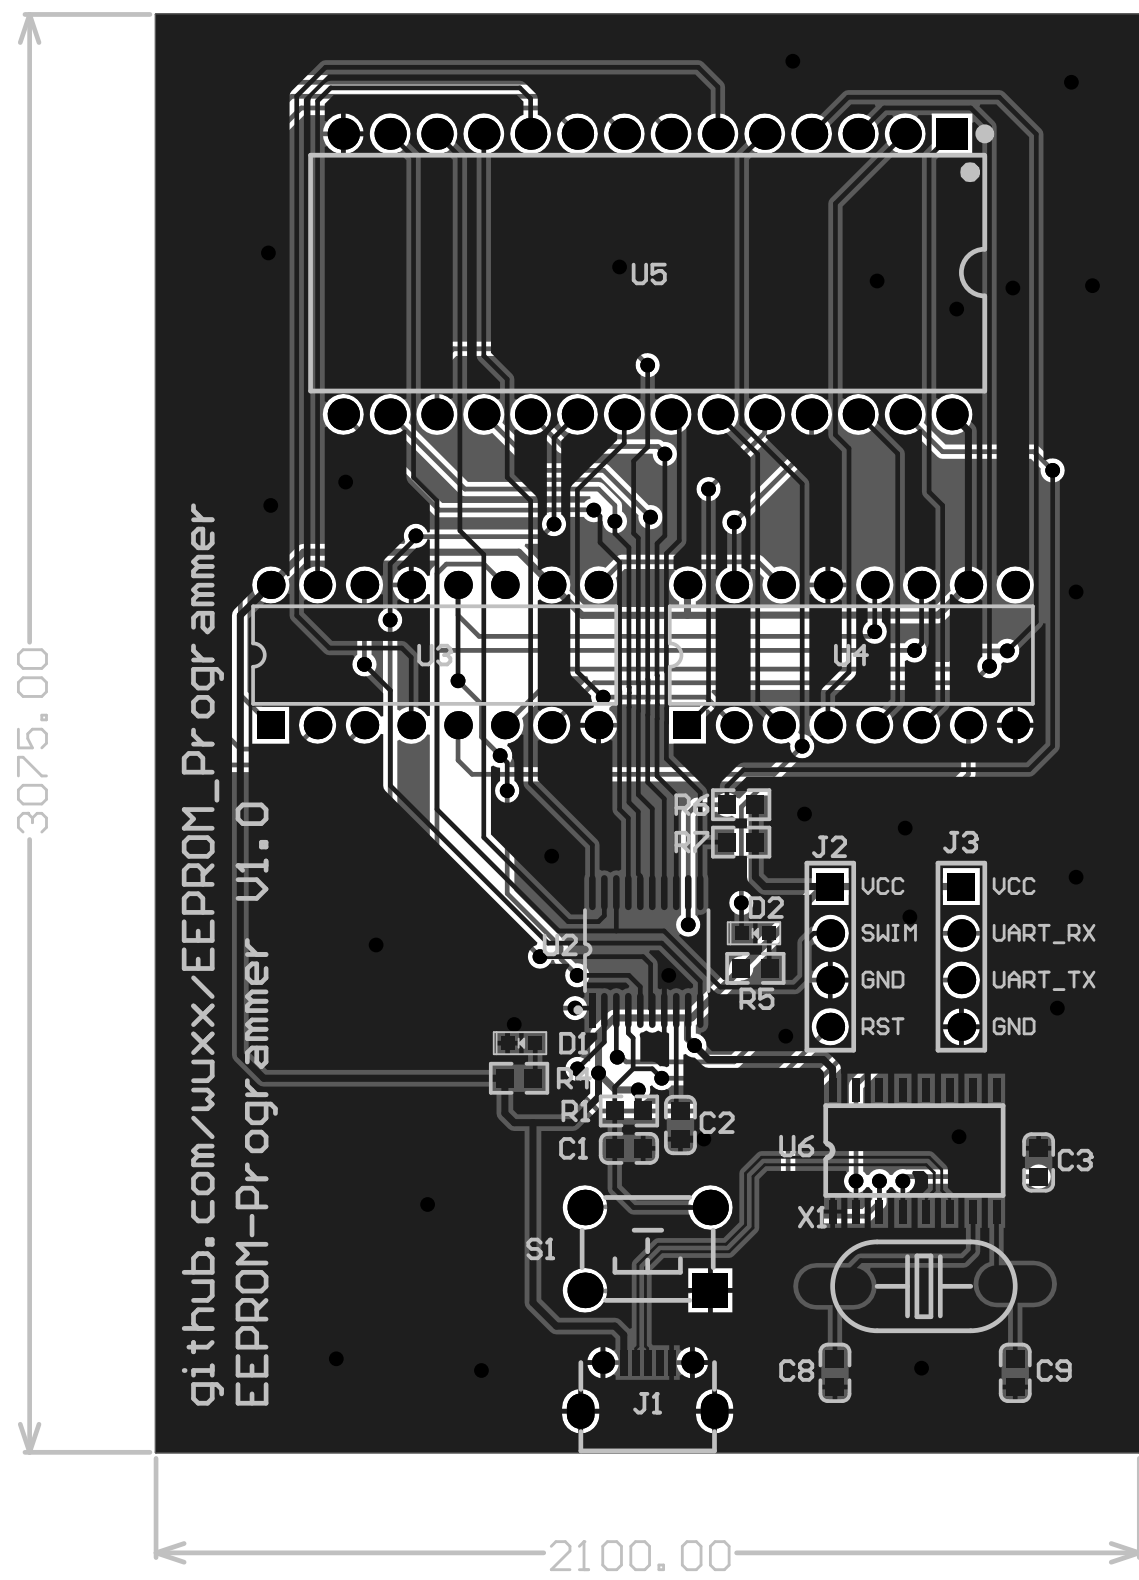 U5
github.com/wuxx/EEPROM_Programmer
EEPROM-Programmer V1.0
3075.00
U3
U4
R6
R7
J2
J3
VCC
VCC
D2
SWIM
UART_RX
U2
GND
UART_TX
R5
RST
GND
D1
R4
R1
C2
C1
U6
C3
X1
S1
C8
C9
J1
2100.00